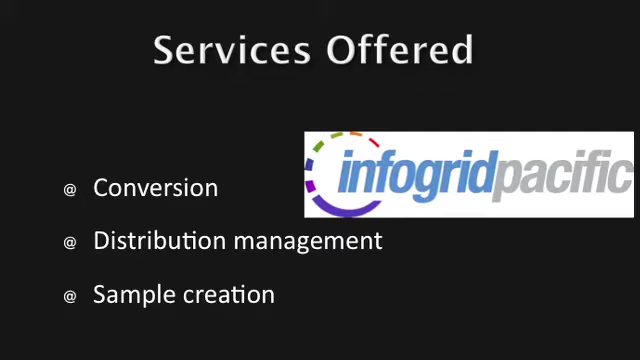 Services Offered
infogridpacific
@ Conversion
@ Distribution management
@ Sample creation